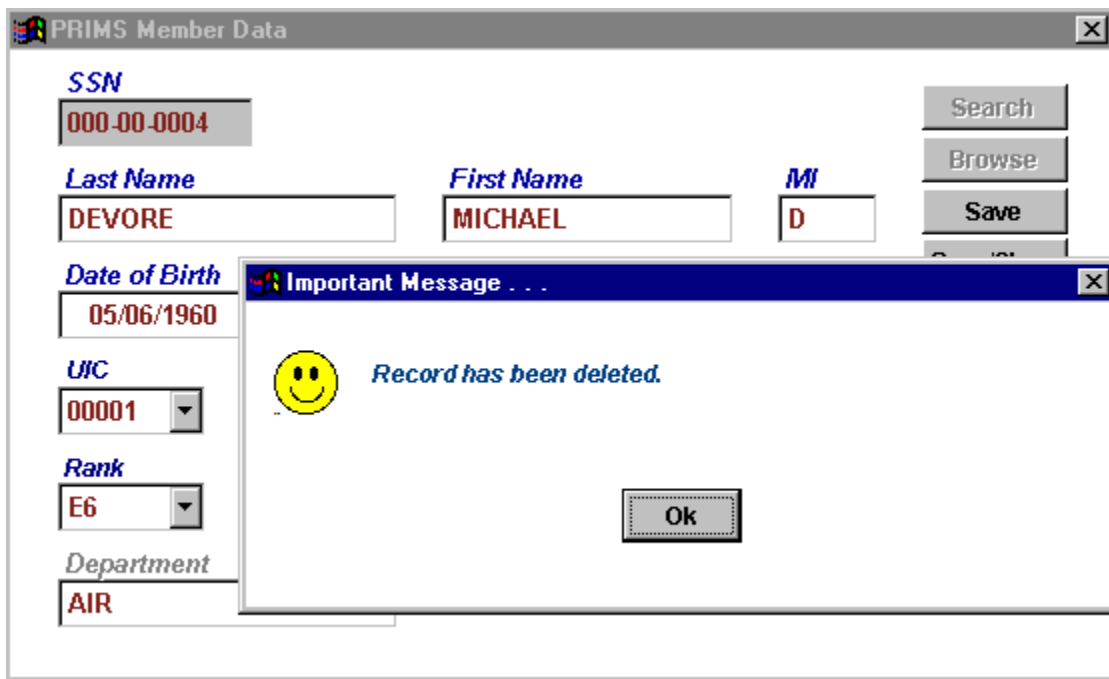 PRIMS Member Data
SSN
000-00-0004
Search
Browse
Last Name First Name MI
DEVORE MICHAEL D
Save
Date of Birth
05/06/1960
Important Message . . .
Record has been deleted.
UIC
00001
Rank
E6
Ok
Department
AIR